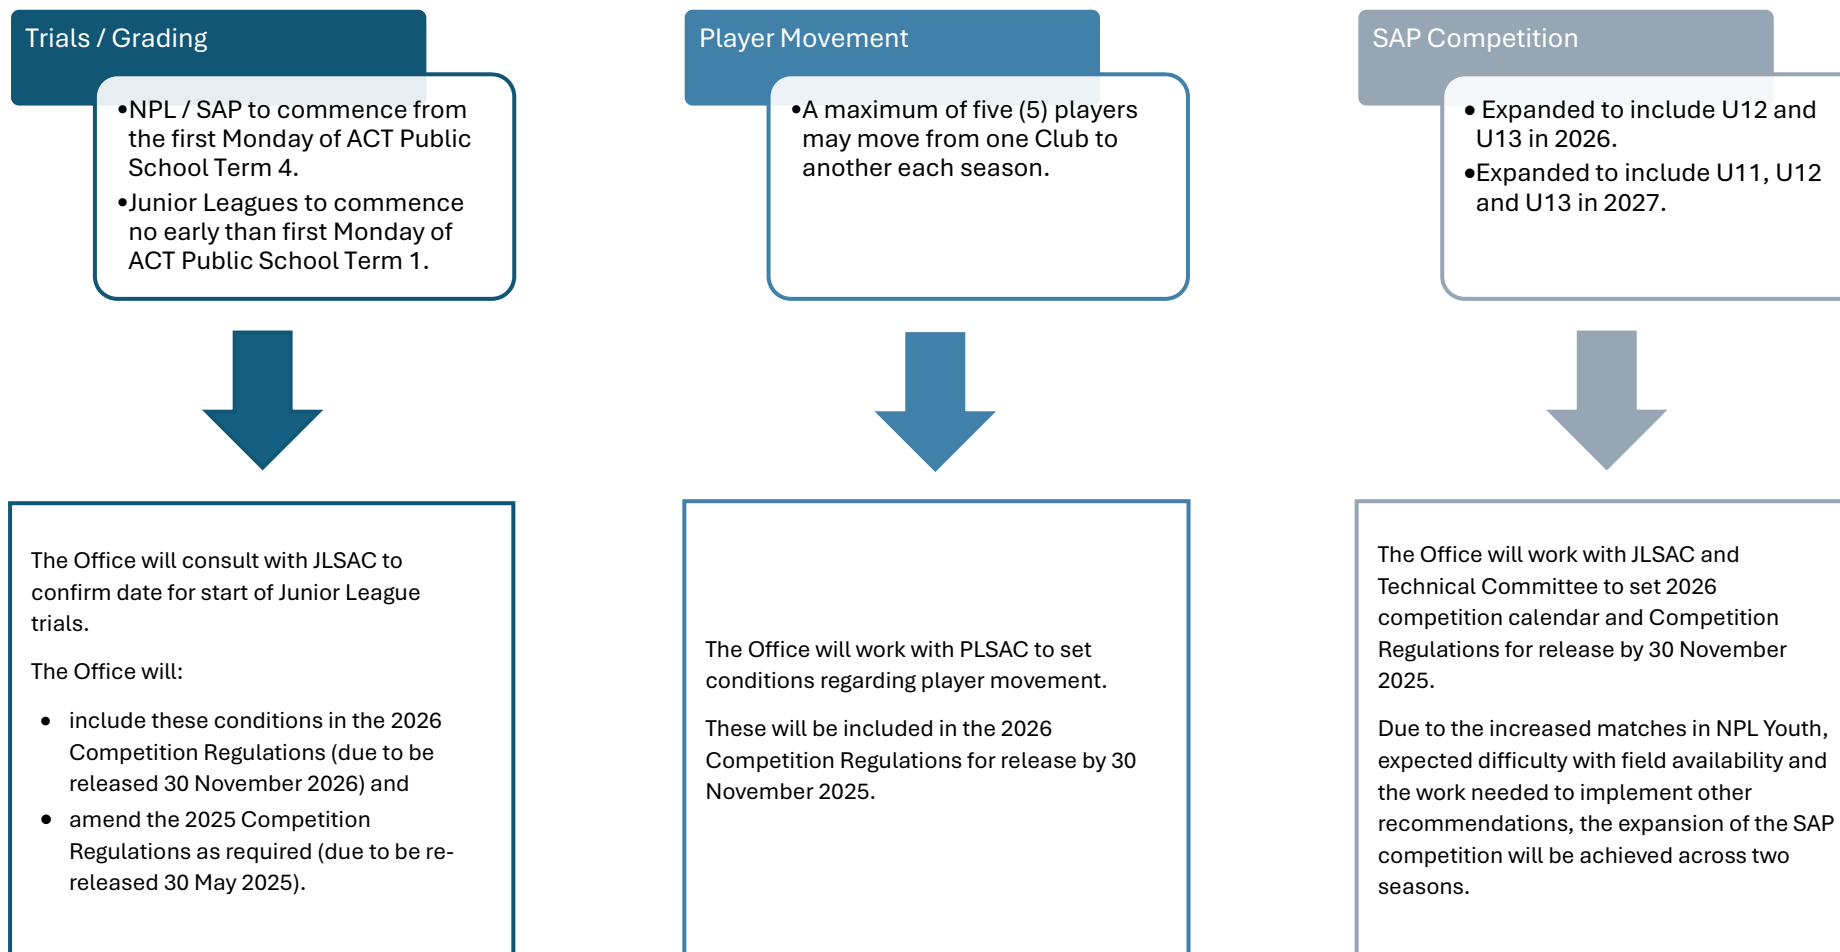 Trials / Grading
•NPL / SAP to commence from
the first Monday of ACT Public
School Term 4.
•Junior Leagues to commence
no early than first Monday of
ACT Public School Term 1.
The Office will consult with JLSAC to
confirm date for start of Junior League
trials.
The Office will:
• include these conditions in the 2026
Competition Regulations (due to be
released 30 November 2026) and
• amend the 2025 Competition
Regulations as required (due to be re-
released 30 May 2025).
Player Movement
•A maximum of five (5) players
may move from one Club to
another each season.
The Office will work with PLSAC to set
conditions regarding player movement.
These will be included in the 2026
Competition Regulations for release by 30
November 2025.
SAP Competition
• Expanded to include U12 and
U13 in 2026.
•Expanded to include U11, U12
and U13 in 2027.
The Office will work with JLSAC and
Technical Committee to set 2026
competition calendar and Competition
Regulations for release by 30 November
2025.
Due to the increased matches in NPL Youth,
expected difficulty with field availability and
the work needed to implement other
recommendations, the expansion of the SAP
competition will be achieved across two
seasons.